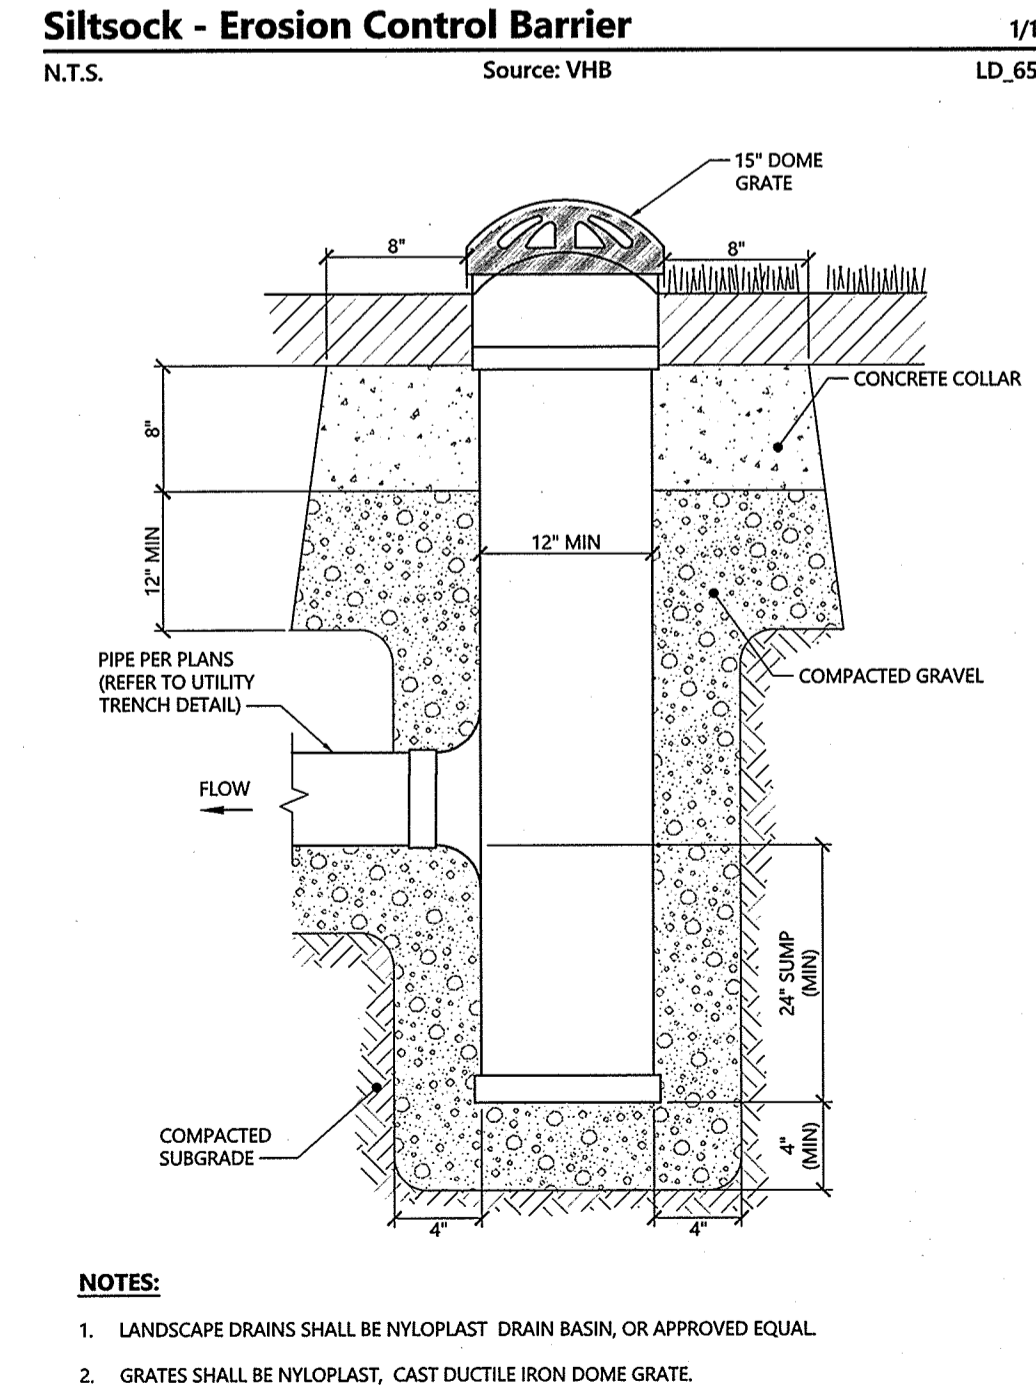 Siltsock - Erosion Control Barrier
1/1
N.T.S.
Source: VHB
LD_65
15" DOME
GRATE
8"
8"
CONCRETE COLLAR
8"
12" MIN
12" MIN
PIPE PER PLANS
(REFER TO UTILITY
TRENCH DETAIL)
COMPACTED GRAVEL
FLOW
24" SUMP
(MIN)
COMPACTED
SUBGRADE
4"
(MIN)
4"
4"
NOTES:
1. LANDSCAPE DRAINS SHALL BE NYLOPLAST DRAIN BASIN, OR APPROVED EQUAL.
2. GRATES SHALL BE NYLOPLAST, CAST DUCTILE IRON DOME GRATE.